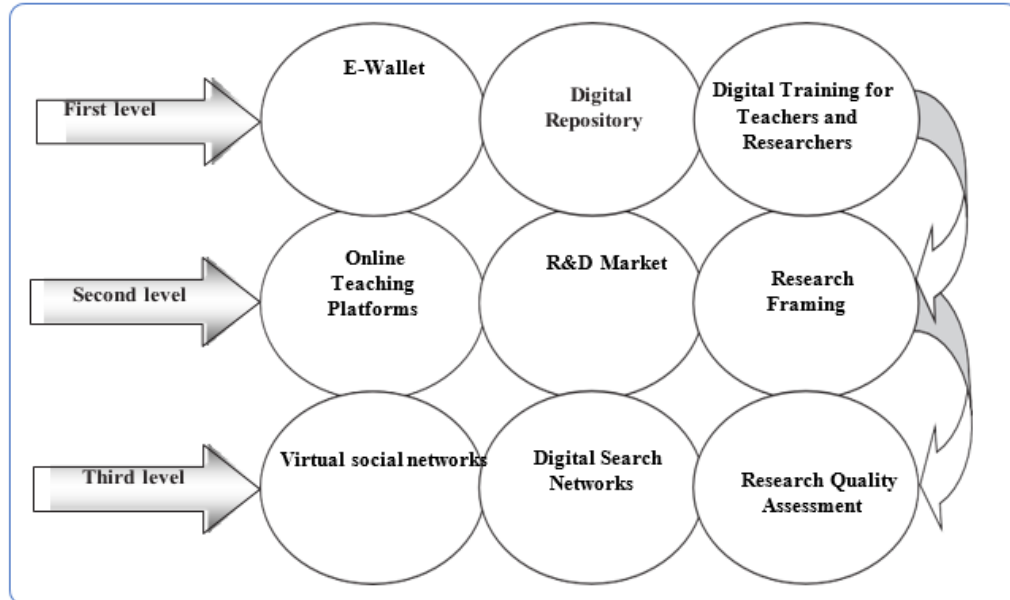 First level
E-Wallet
Digital
Repository
Digital Training for
Teachers and
Researchers
Second level
Online
Teaching
Platforms
R&D Market
Research
Framing
Third level
Virtual social networks
Digital Search
Networks
Research Quality
Assessment